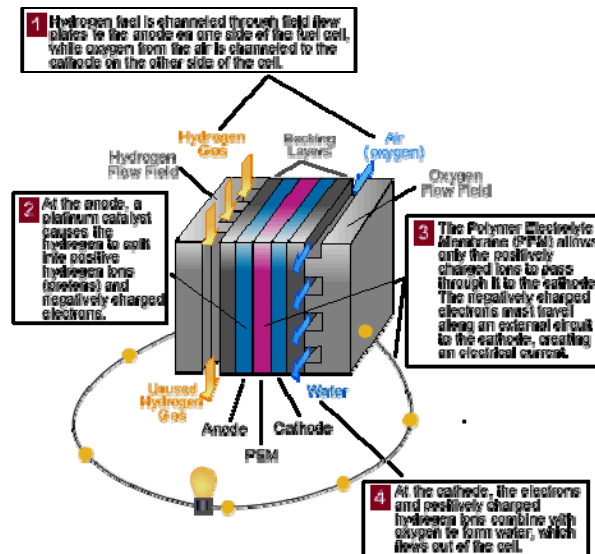 1 Hydrogen fuel is channeled through field flow
plates to the anode on one side of the fuel cell,
while oxygen from the air is channeled to the
cathode on the other side of the cell.
Hydrogen
Gas
Backing
Layers
Air
(oxygen)
Hydrogen
Flow Field
Oxygen
Flow Field
2 At the anode, a
platinum catalyst
causes the
hydrogen to split
into positive
hydrogen ions
(protons) and
negatively charged
electrons.
3 The Polymer Electrolyte
Membrane (PEM) allows
only the positively
charged ions to pass
through it to the cathode.
The negatively charged
electrons must travel
along an external circuit
to the cathode, creating
an electrical current.
Unused
Hydrogen
Gas
Water
Anode
Cathode
PEM
4 At the cathode, the electrons
and positively charged
hydrogen ions combine with
oxygen to form water, which
flows out of the cell.